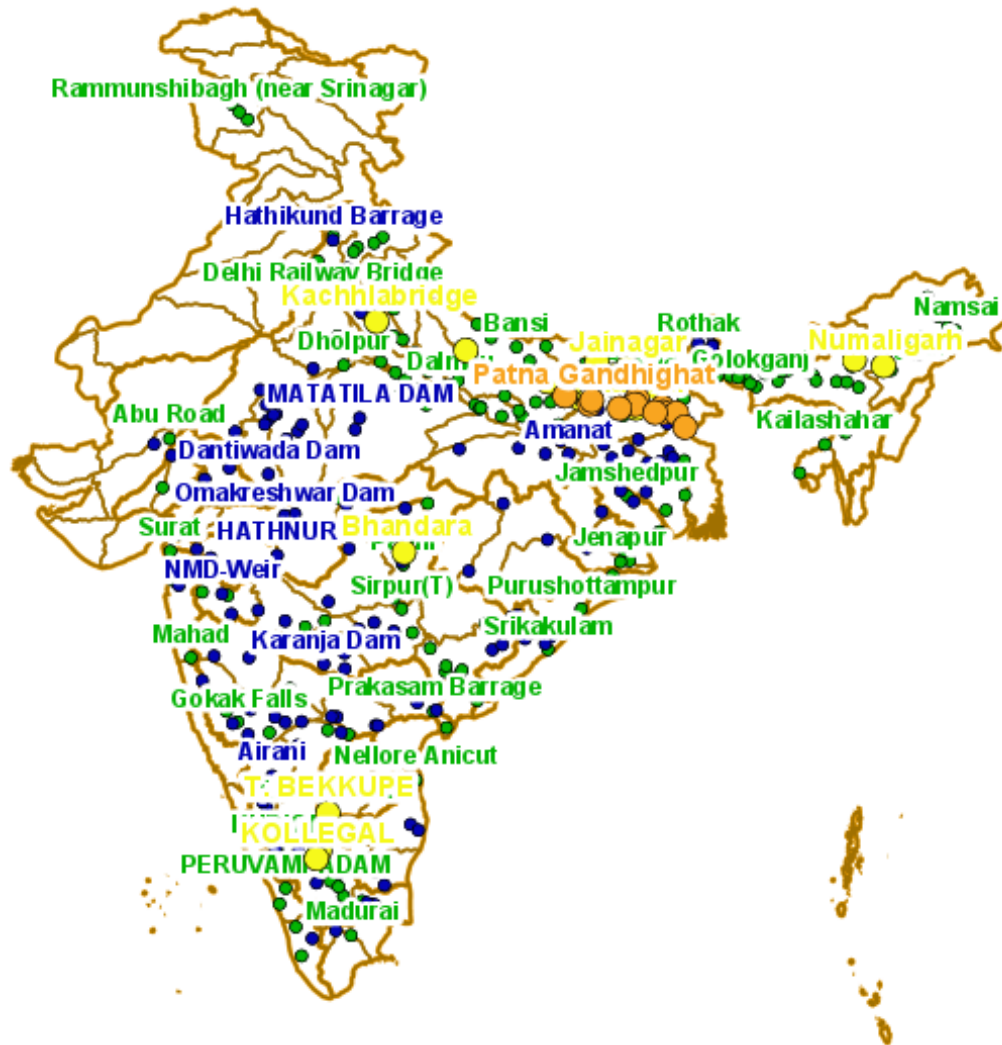 Rammunshibagh (near Srinagar)
Hathikund Barrage
Delhi Railway Bridge
Kachhlabridge
Namsai
Bansi
Rothak
Dholpur
Jainagar
Numaligarh
Golokganj
Patna Gandhighat
MATATILA DAM
Abu Road
Kailashahar
Amanat
Dantiwada Dam
Jamshedpur
Omakreshwar Dam
Surat
HATHNUR
Bhandara
Jenapur
NMD-Weir
Sirpur(T)
Purushottampur
Mahad
Karanja Dam
Srikakulam
Gokak Falls
Prakasam Barrage
Airani
Nellore Anicut
T. BEKKUPE
KOLLEGAL
Madurai